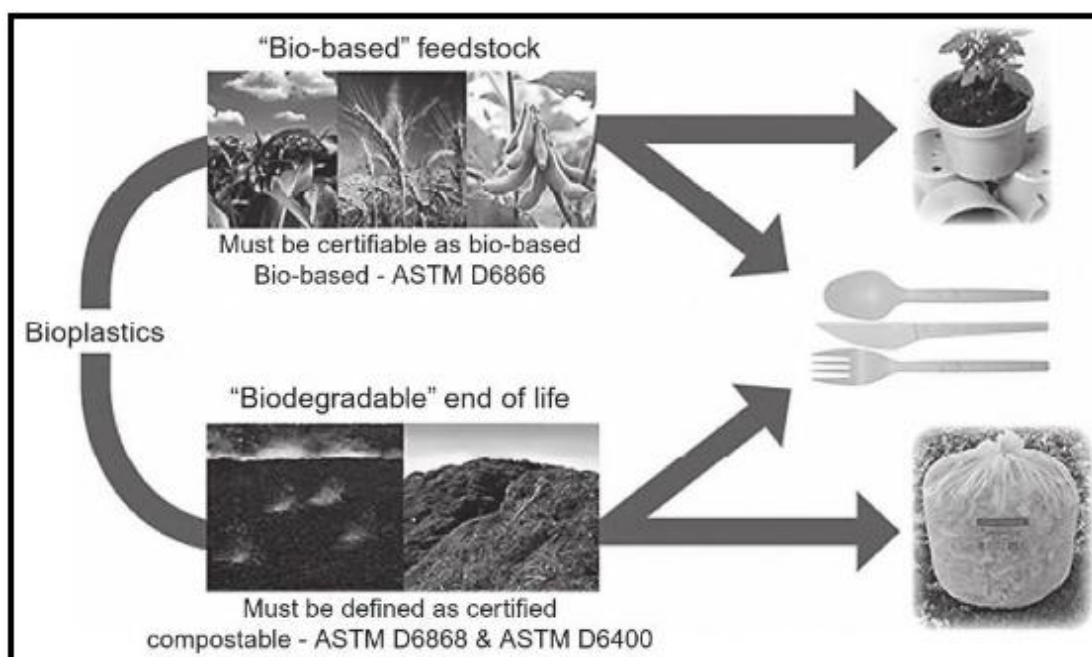 “Bio-based” feedstock
Must be certifiable as bio-based
Bio-based - ASTM D6866
Bioplastics
“Biodegradable” end of life
Must be defined as certified
compostable - ASTM D6868 & ASTM D6400